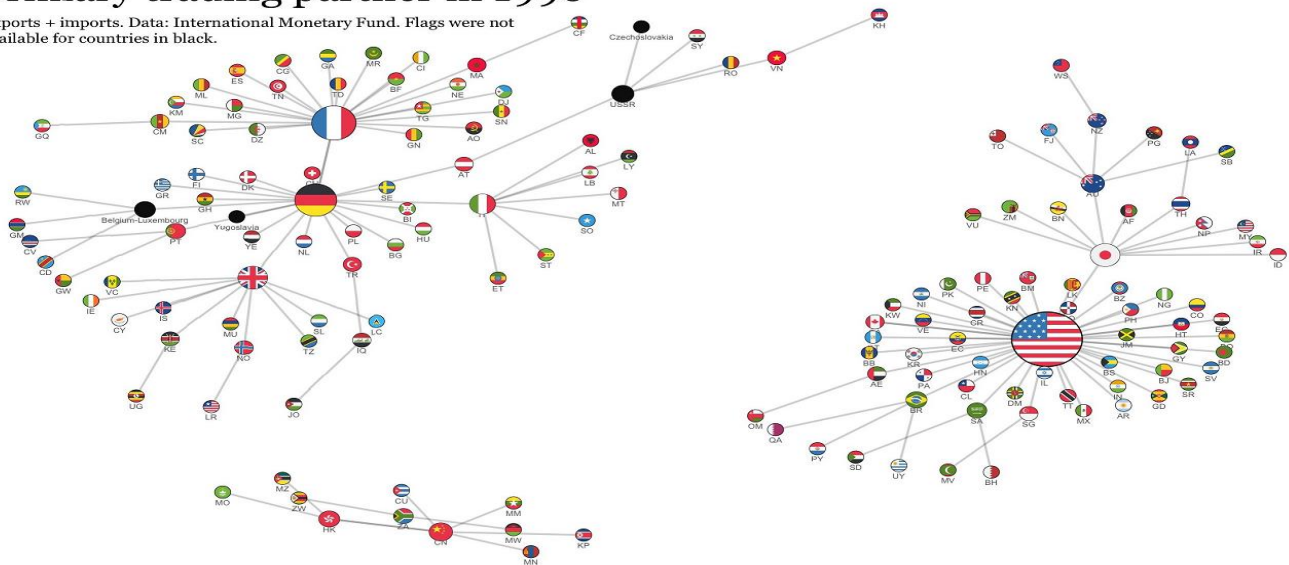 primary trading partner in 1990
xports + imports. Data: International Monetary Fund. Flags were not
ailable for countries in black.
CF
Czechoslovakia
SY
KH
RO
VN
USSR
WS
ES
CG
GA
MR
CI
MA
ML
TN
TD
BF
NE
DJ
KM
MG
TG
SN
GQ
CM
SC
DZ
GN
AO
TO
FJ
NZ
PG
LA
SB
AL
LY
AT
LB
MT
AU
RW
GR
FI
DK
GH
SE
BI
SO
Belgium-Luxembourg
Yugoslavia
GM
CV
PT
YE
NL
PL
HU
BG
VU
ZM
BN
AF
TH
NP
MY
IR
ID
CD
GW
VC
TR
ST
ET
IE
CY
IS
KE
MU
NO
SL
TZ
LC
IQ
UG
LR
JO
PK
PE
BM
LK
BZ
NG
NI
KN
CO
KW
VE
CR
PH
HT
EC
JM
BB
KR
GY
BD
AE
PA
HN
IL
BS
BJ
SV
CL
DM
TT
IN
SR
GD
OM
QA
BR
SA
SG
MX
AR
PY
SD
UY
MV
BH
MO
MZ
ZW
HK
CU
ZA
CN
MM
MW
MN
KP